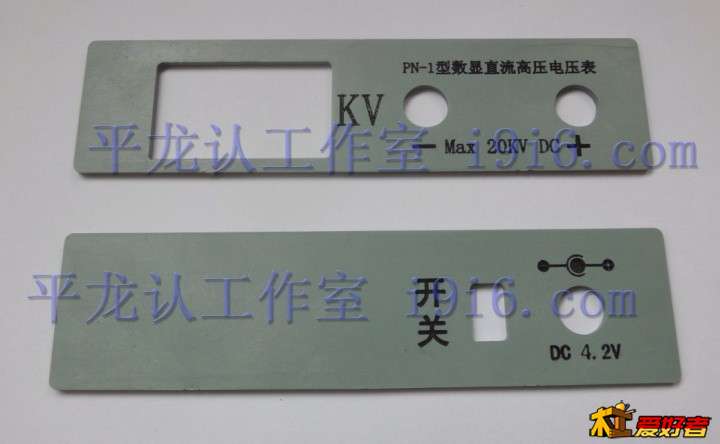 PN-1型数显直流高压电压表
KV
— Max 20KV DC +
平龙认工作室 i916.com
平龙认工作室 i916.com
开关
DC 4.2V
爱好者